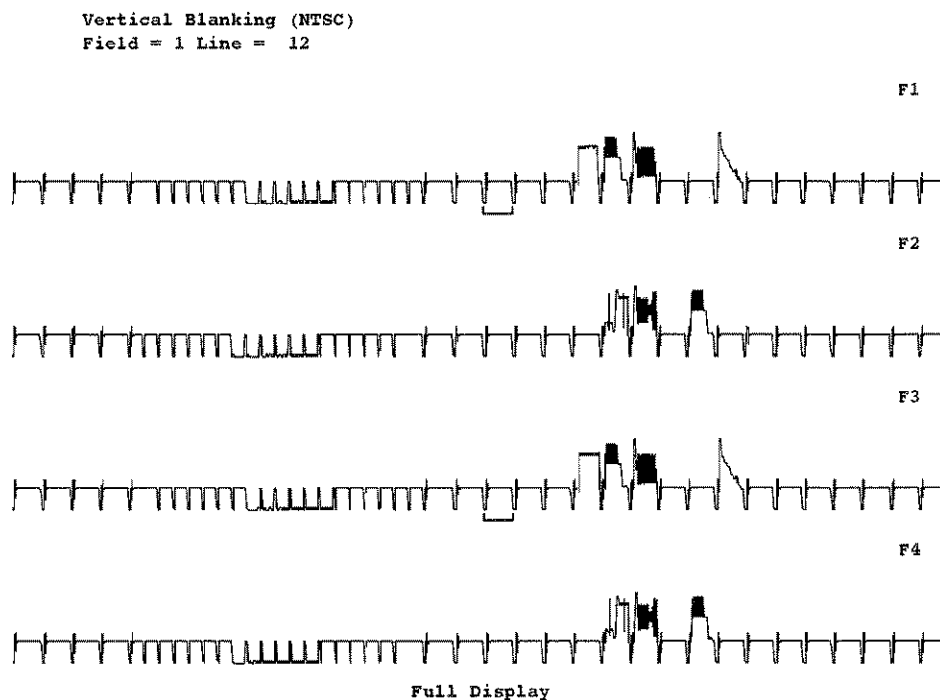 Vertical Blanking (NTSC)
Field = 1 Line =  12
F1
F2
F3
F4
Full Display